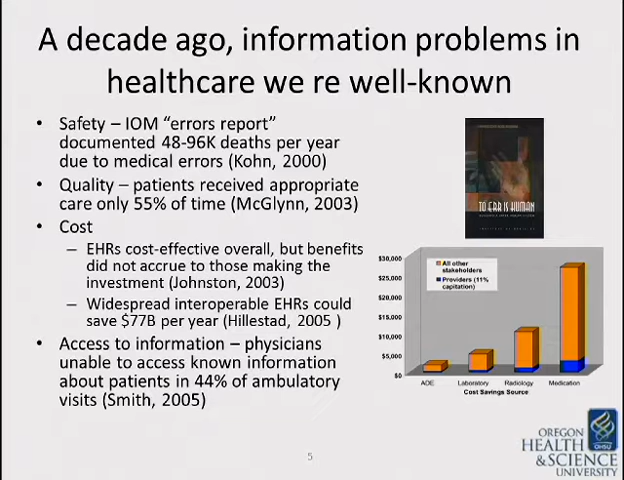 A decade ago, information problems in
healthcare we re well-known
• Safety – IOM “errors report”
documented 48-96K deaths per year
due to medical errors (Kohn, 2000)
• Quality – patients received appropriate
care only 55% of time (McGlynn, 2003)
• Cost
– EHRs cost-effective overall, but benefits
did not accrue to those making the
investment (Johnston, 2003)
– Widespread interoperable EHRs could
save $77B per year (Hillestad, 2005 )
• Access to information – physicians
unable to access known information
about patients in 44% of ambulatory
visits (Smith, 2005)
TO ERR IS HUMAN
$30,000
$25,000
$20,000
$15,000
$10,000
$5,000
$0
All other
stakeholders
Providers (11%
capitation)
ADE
Laboratory
Radiology
Medication
Cost Savings Source
5
OREGON
HEALTH
&SCIENCE
UNIVERSITY
OHSU